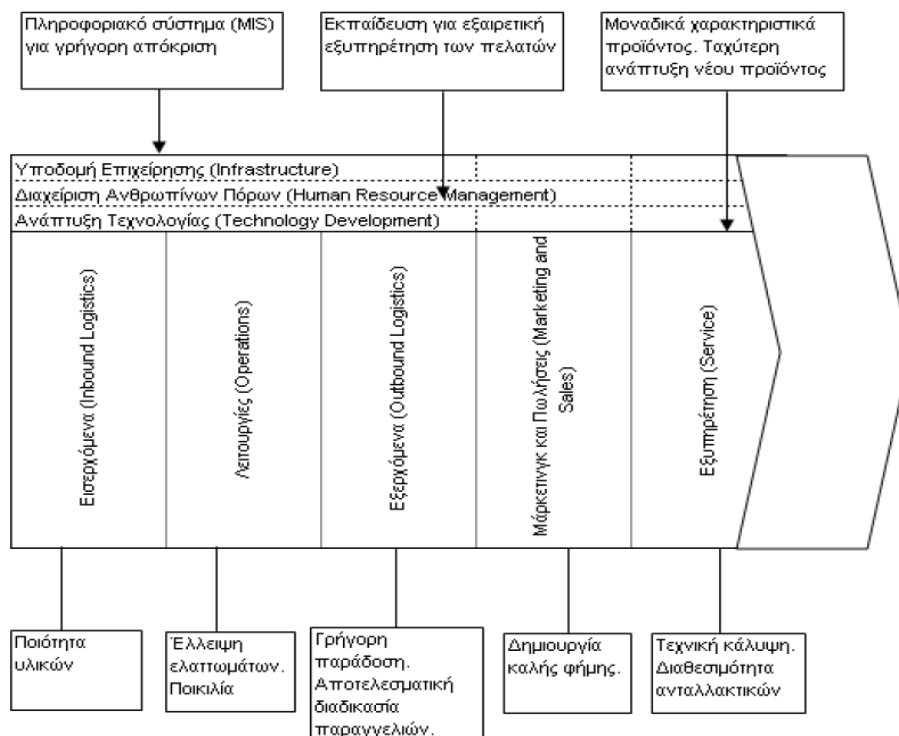 Πληροφοριακό σύστημα (MIS)
για γρήγορη απόκριση
Εκπαίδευση για εξαιρετική
εξυπηρέτηση των πελατών
Μοναδικά χαρακτηριστικά
προϊόντος. Ταχύτερη
ανάπτυξη νέου προϊόντος
Υποδομή Επιχείρησης (Infrastructure)
Διαχείριση Ανθρωπίνων Πόρων (Human Resource Management)
Ανάπτυξη Τεχνολογίας (Technology Development)
Εισερχόμενα (Inbound Logistics)
Λειτουργίες (Operations)
Εξερχόμενα (Outbound Logistics)
Μάρκετινγκ και Πωλήσεις (Marketing and
Sales)
Εξυπηρέτηση (Service)
Ποιότητα
υλικών
Έλλειψη
ελαττωμάτων.
Ποικιλία
Γρήγορη
παράδοση.
Αποτελεσματική
διαδικασία
παραγγελιών.
Δημιουργία
καλής φήμης.
Τεχνική κάλυψη.
Διαθεσιμότητα
ανταλλακτικών